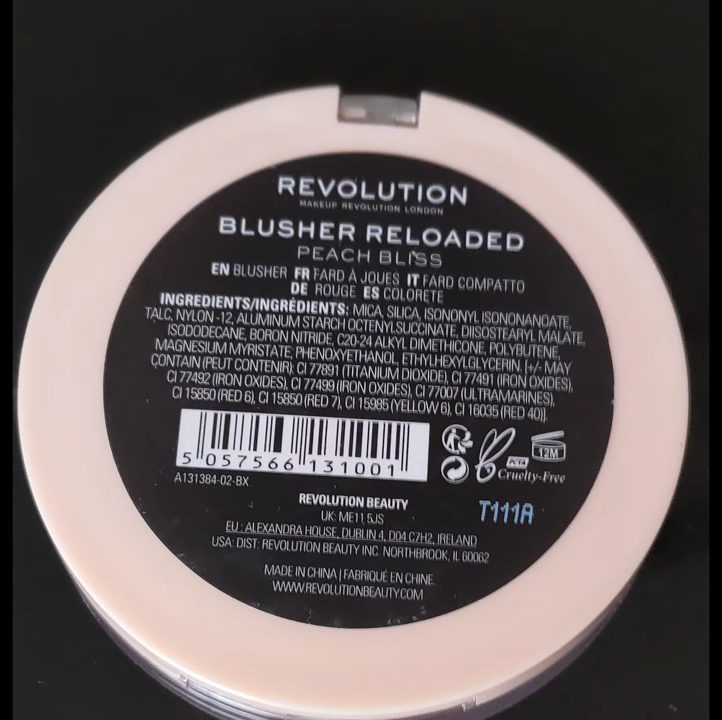 REVOLUTION
MAKEUP REVOLUTION LONDON
BLUSHER RELOADED
PEACH BLISS
EN BLUSHER FR FARD À JOUES IT FARD COMPATTO
DE ROUGE ES COLORETE
INGREDIENTS/INGRÉDIENTS: MICA, SILICA, ISONONYL ISONONANOATE,
TALC, NYLON -12, ALUMINUM STARCH OCTENYLSUCCINATE, DIISOSTEARYL MALATE,
ISODODECANE, BORON NITRIDE, C20-24 ALKYL DIMETHICONE, POLYBUTENE,
MAGNESIUM MYRISTATE, PHENOXYETHANOL, ETHYLHEXYLGLYCERIN. [+/- MAY
CONTAIN (PEUT CONTENIR): CI 77891 (TITANIUM DIOXIDE), CI 77491 (IRON OXIDES),
CI 77492 (IRON OXIDES), CI 77499 (IRON OXIDES), CI 77007 (ULTRAMARINES),
CI 15850 (RED 6), CI 15850 (RED 7), CI 15985 (YELLOW 6), CI 16035 (RED 40)].
5 057566 131001
PETA
Cruelty-Free
12M
A131384-02-BX
REVOLUTION BEAUTY
UK: ME11 5JS
T111A
EU: ALEXANDRA HOUSE, DUBLIN 4, D04 C7H2, IRELAND
USA: DIST: REVOLUTION BEAUTY INC. NORTHBROOK, IL 60062
MADE IN CHINA | FABRIQUÉ EN CHINE
WWW.REVOLUTIONBEAUTY.COM